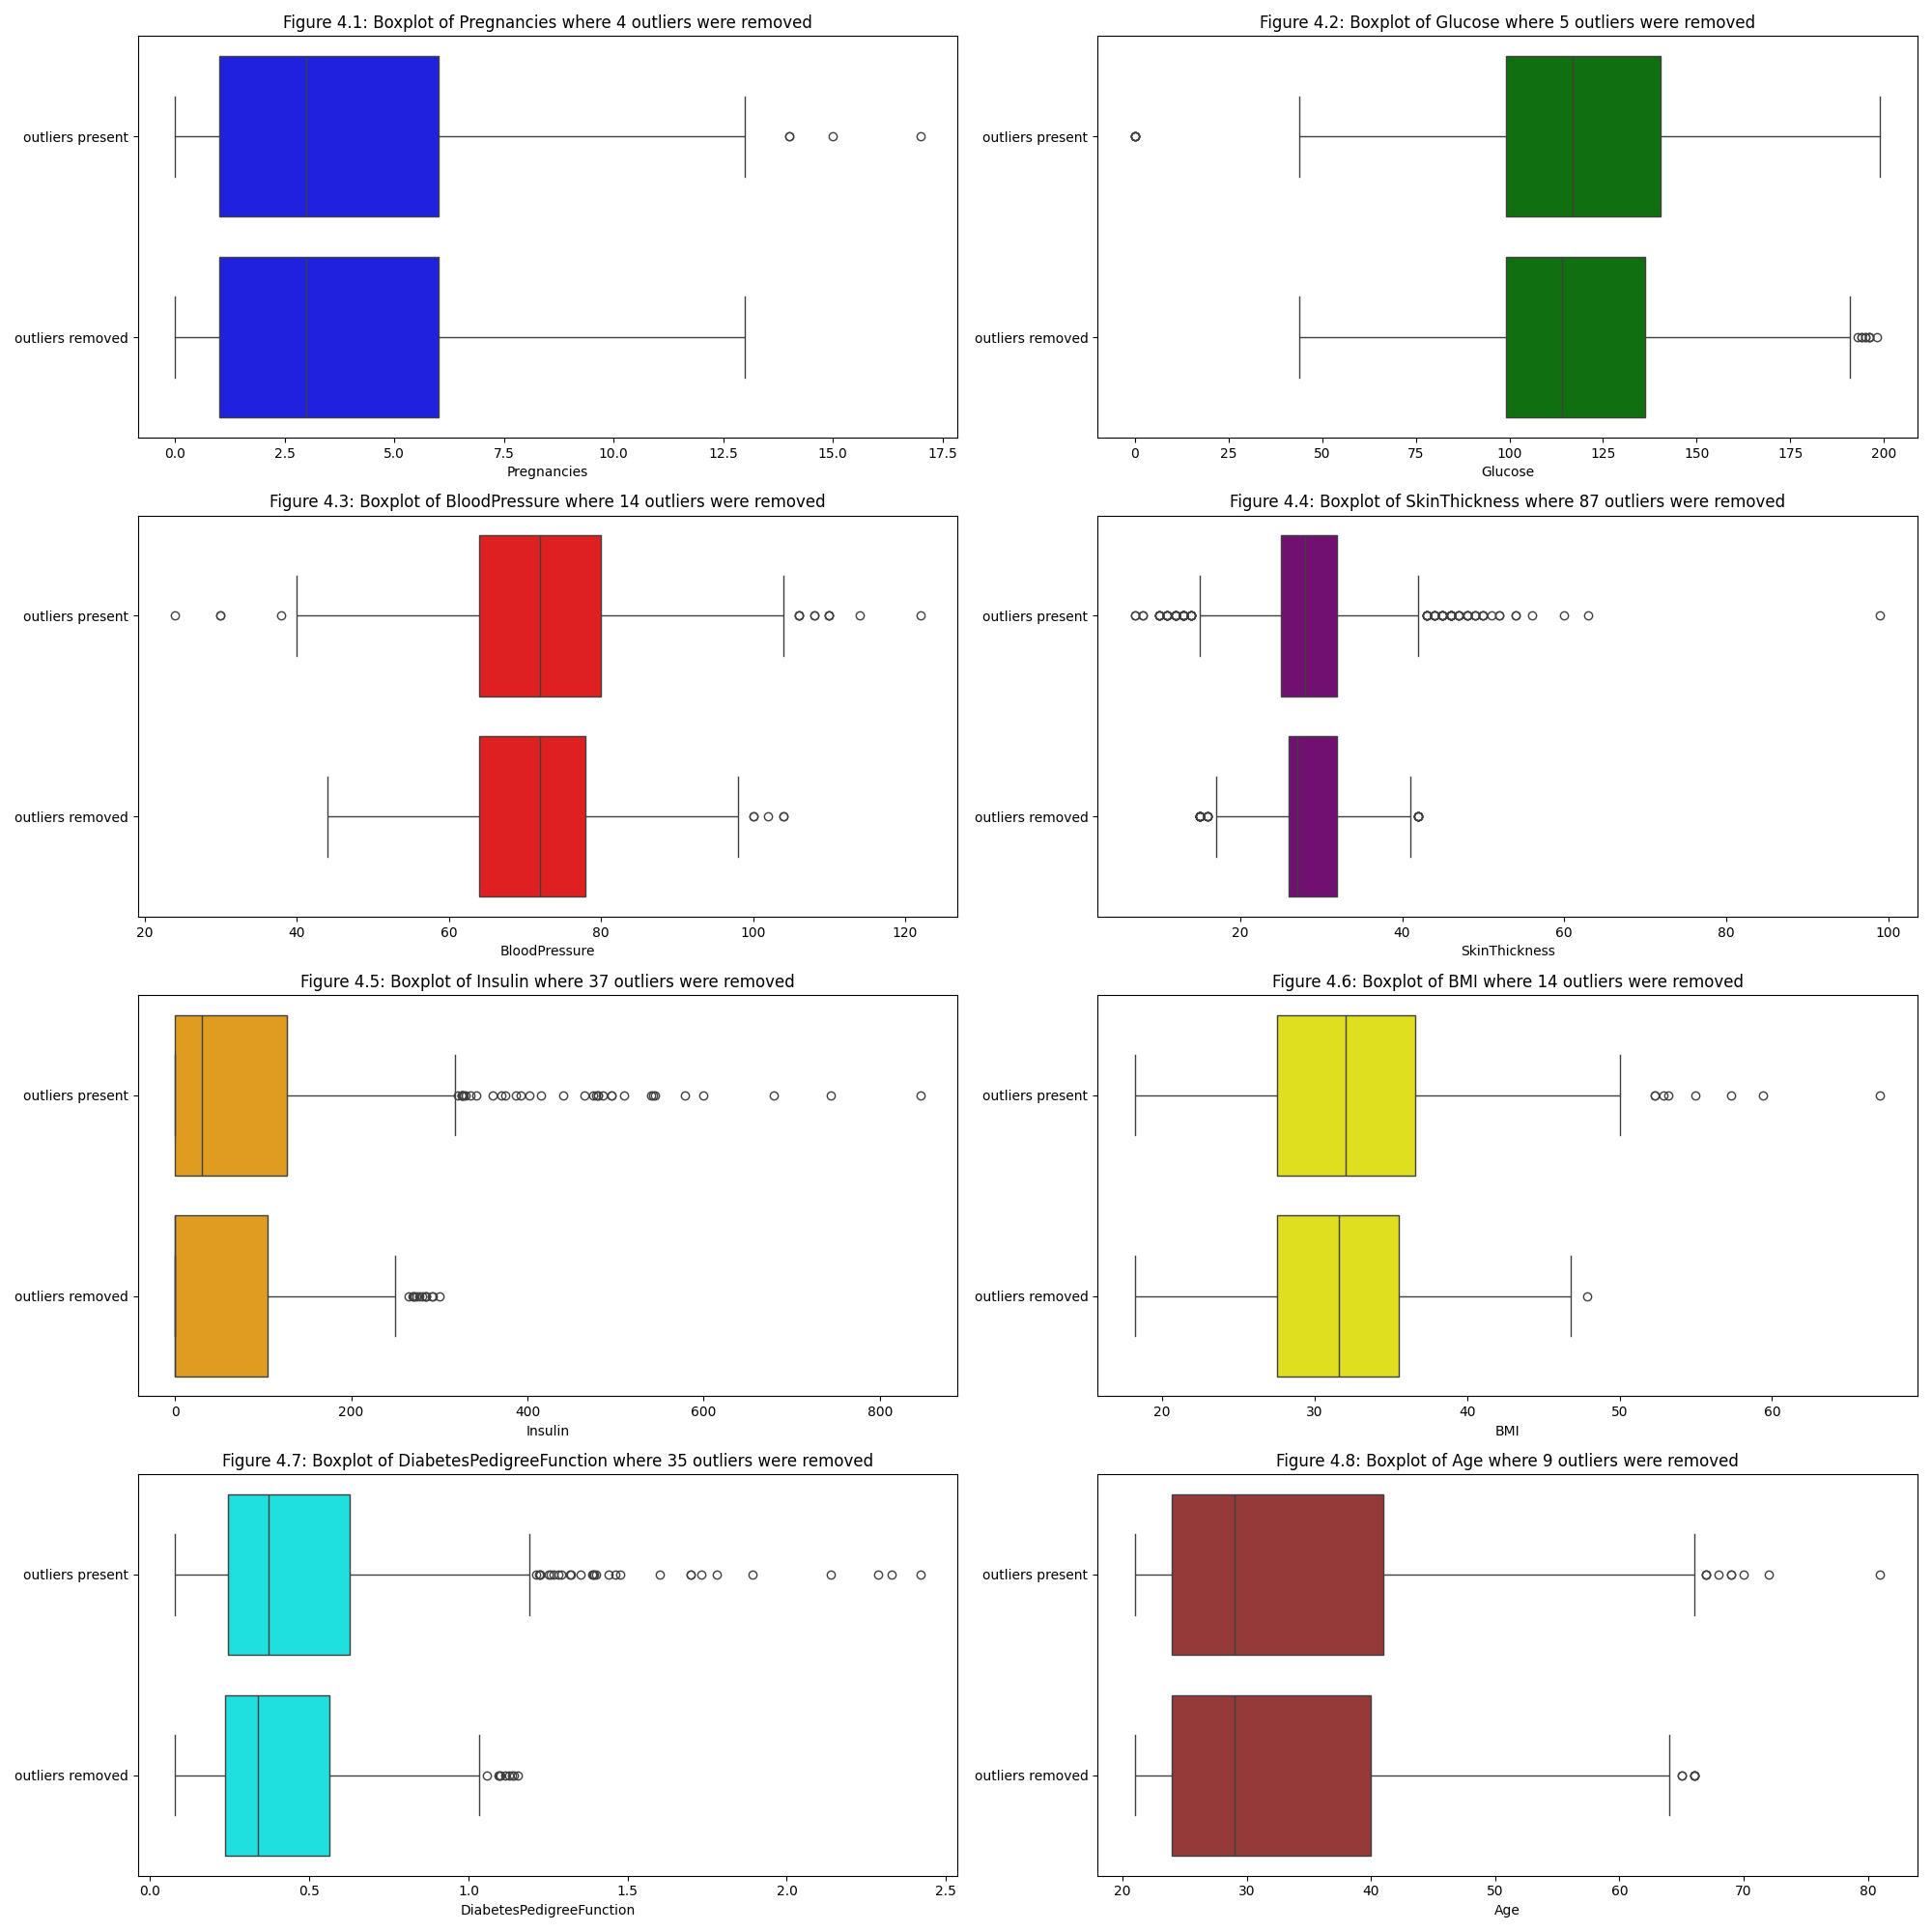 Figure 4.1: Boxplot of Pregnancies where 4 outliers were removed
outliers present
outliers removed
0.0 2.5 5.0 7.5 10.0 12.5 15.0 17.5
Pregnancies
Figure 4.2: Boxplot of Glucose where 5 outliers were removed
outliers present
outliers removed
0 25 50 75 100 125 150 175 200
Glucose
Figure 4.3: Boxplot of BloodPressure where 14 outliers were removed
outliers present
outliers removed
20 40 60 80 100 120
BloodPressure
Figure 4.4: Boxplot of SkinThickness where 87 outliers were removed
outliers present
outliers removed
20 40 60 80 100
SkinThickness
Figure 4.5: Boxplot of Insulin where 37 outliers were removed
outliers present
outliers removed
0 200 400 600 800
Insulin
Figure 4.6: Boxplot of BMI where 14 outliers were removed
outliers present
outliers removed
20 30 40 50 60
BMI
Figure 4.7: Boxplot of DiabetesPedigreeFunction where 35 outliers were removed
outliers present
outliers removed
0.0 0.5 1.0 1.5 2.0 2.5
DiabetesPedigreeFunction
Figure 4.8: Boxplot of Age where 9 outliers were removed
outliers present
outliers removed
20 30 40 50 60 70 80
Age